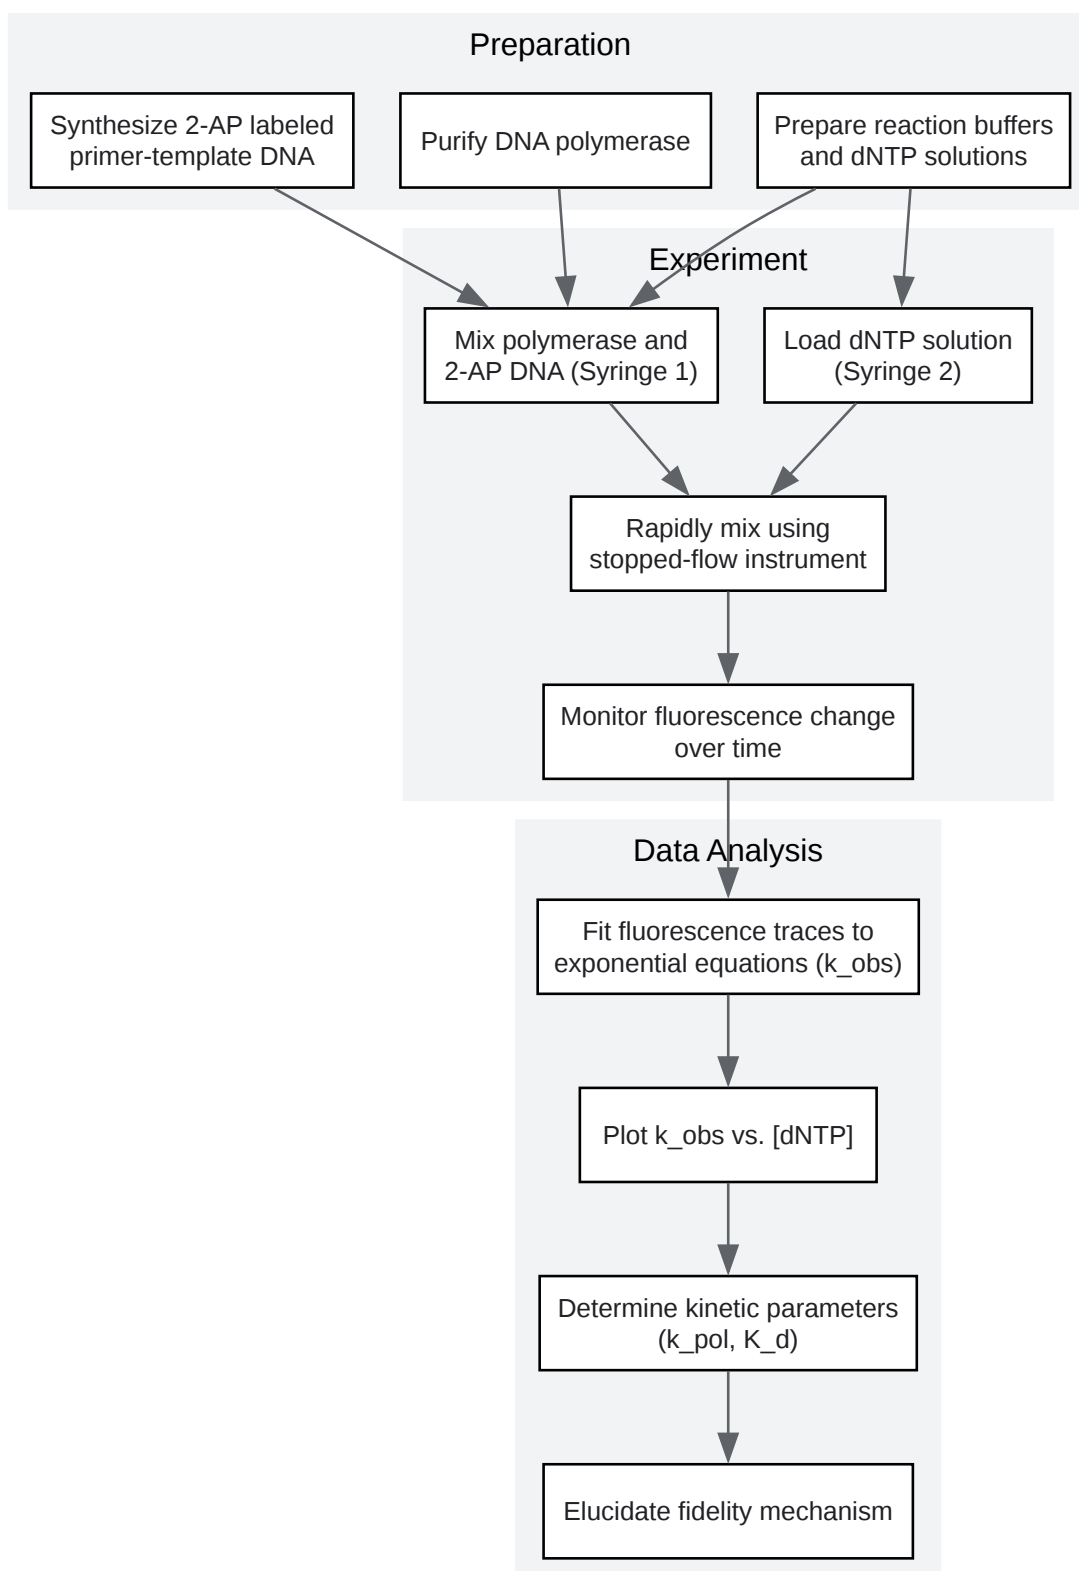 Preparation
Synthesize 2-AP labeled
primer-template DNA
Purify DNA polymerase
Prepare reaction buffers
and dNTP solutions
Experiment
Mix polymerase and
2-AP DNA (Syringe 1)
Load dNTP solution
(Syringe 2)
Rapidly mix using
stopped-flow instrument
Monitor fluorescence change
over time
Data Analysis
Fit fluorescence traces to
exponential equations (k_obs)
Plot k_obs vs. [dNTP]
Determine kinetic parameters
(k_pol, K_d)
Elucidate fidelity mechanism